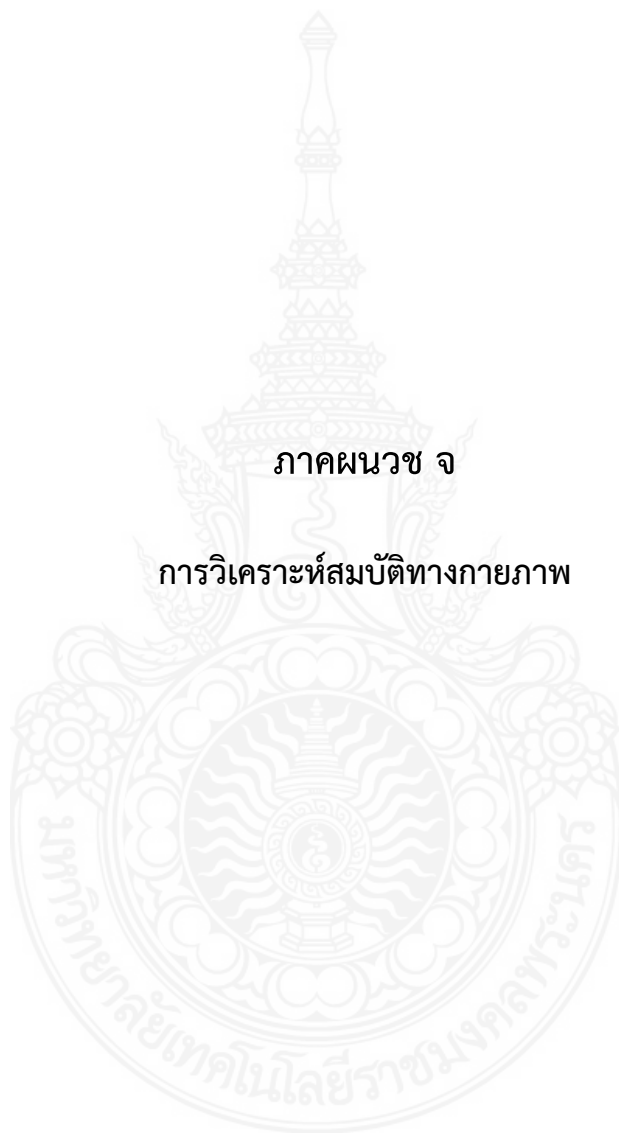 ภาคผนวช จ
การวิเคราะห์สมบัติทางกายภาพ
มหาวิทยาลัยเทคโนโลยีราชมงคลพระนคร